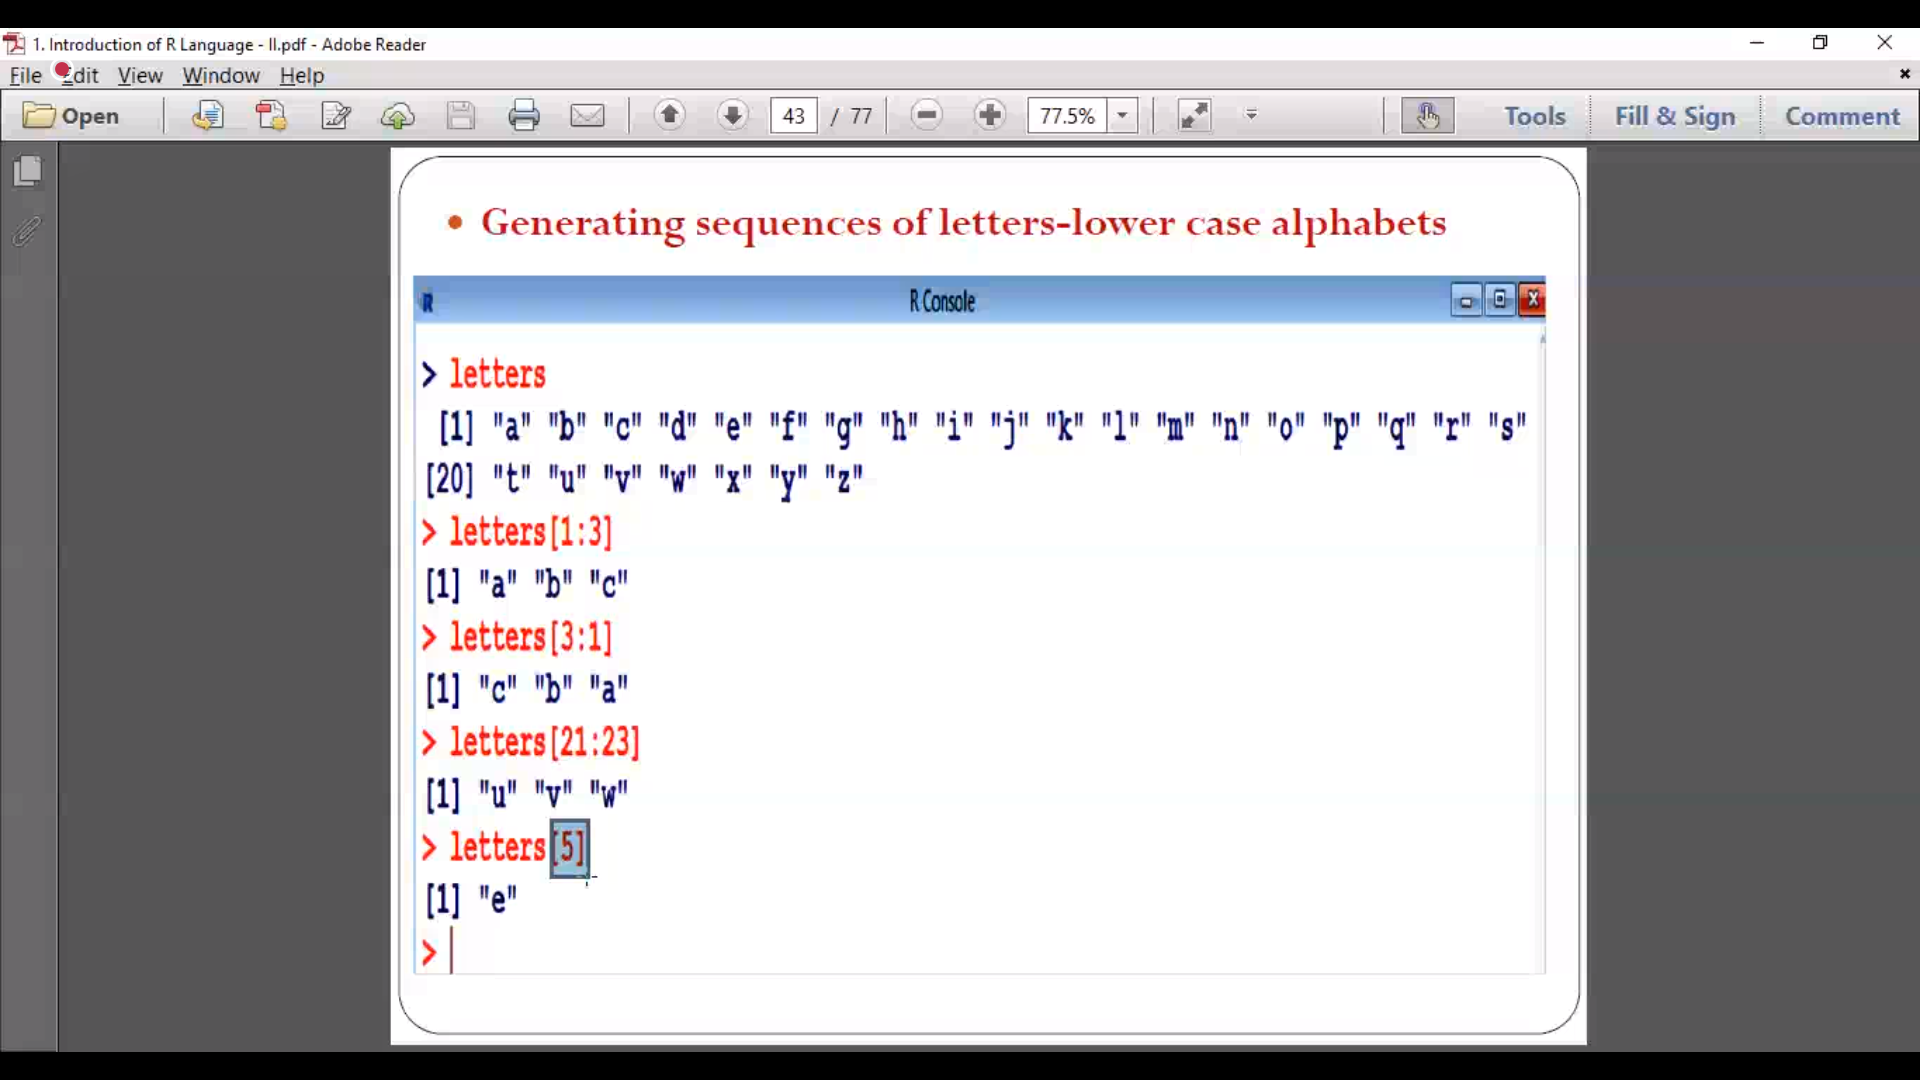 1. Introduction of R Language - II.pdf - Adobe Reader
File Edit View Window Help
Open 43 / 77 77.5% Tools Fill & Sign Comment
• Generating sequences of letters-lower case alphabets
R R Console
> letters
[1] "a" "b" "c" "d" "e" "f" "g" "h" "i" "j" "k" "l" "m" "n" "o" "p" "q" "r" "s"
[20] "t" "u" "v" "w" "x" "y" "z"
> letters[1:3]
[1] "a" "b" "c"
> letters[3:1]
[1] "c" "b" "a"
> letters[21:23]
[1] "u" "v" "w"
> letters[5]
[1] "e"
>